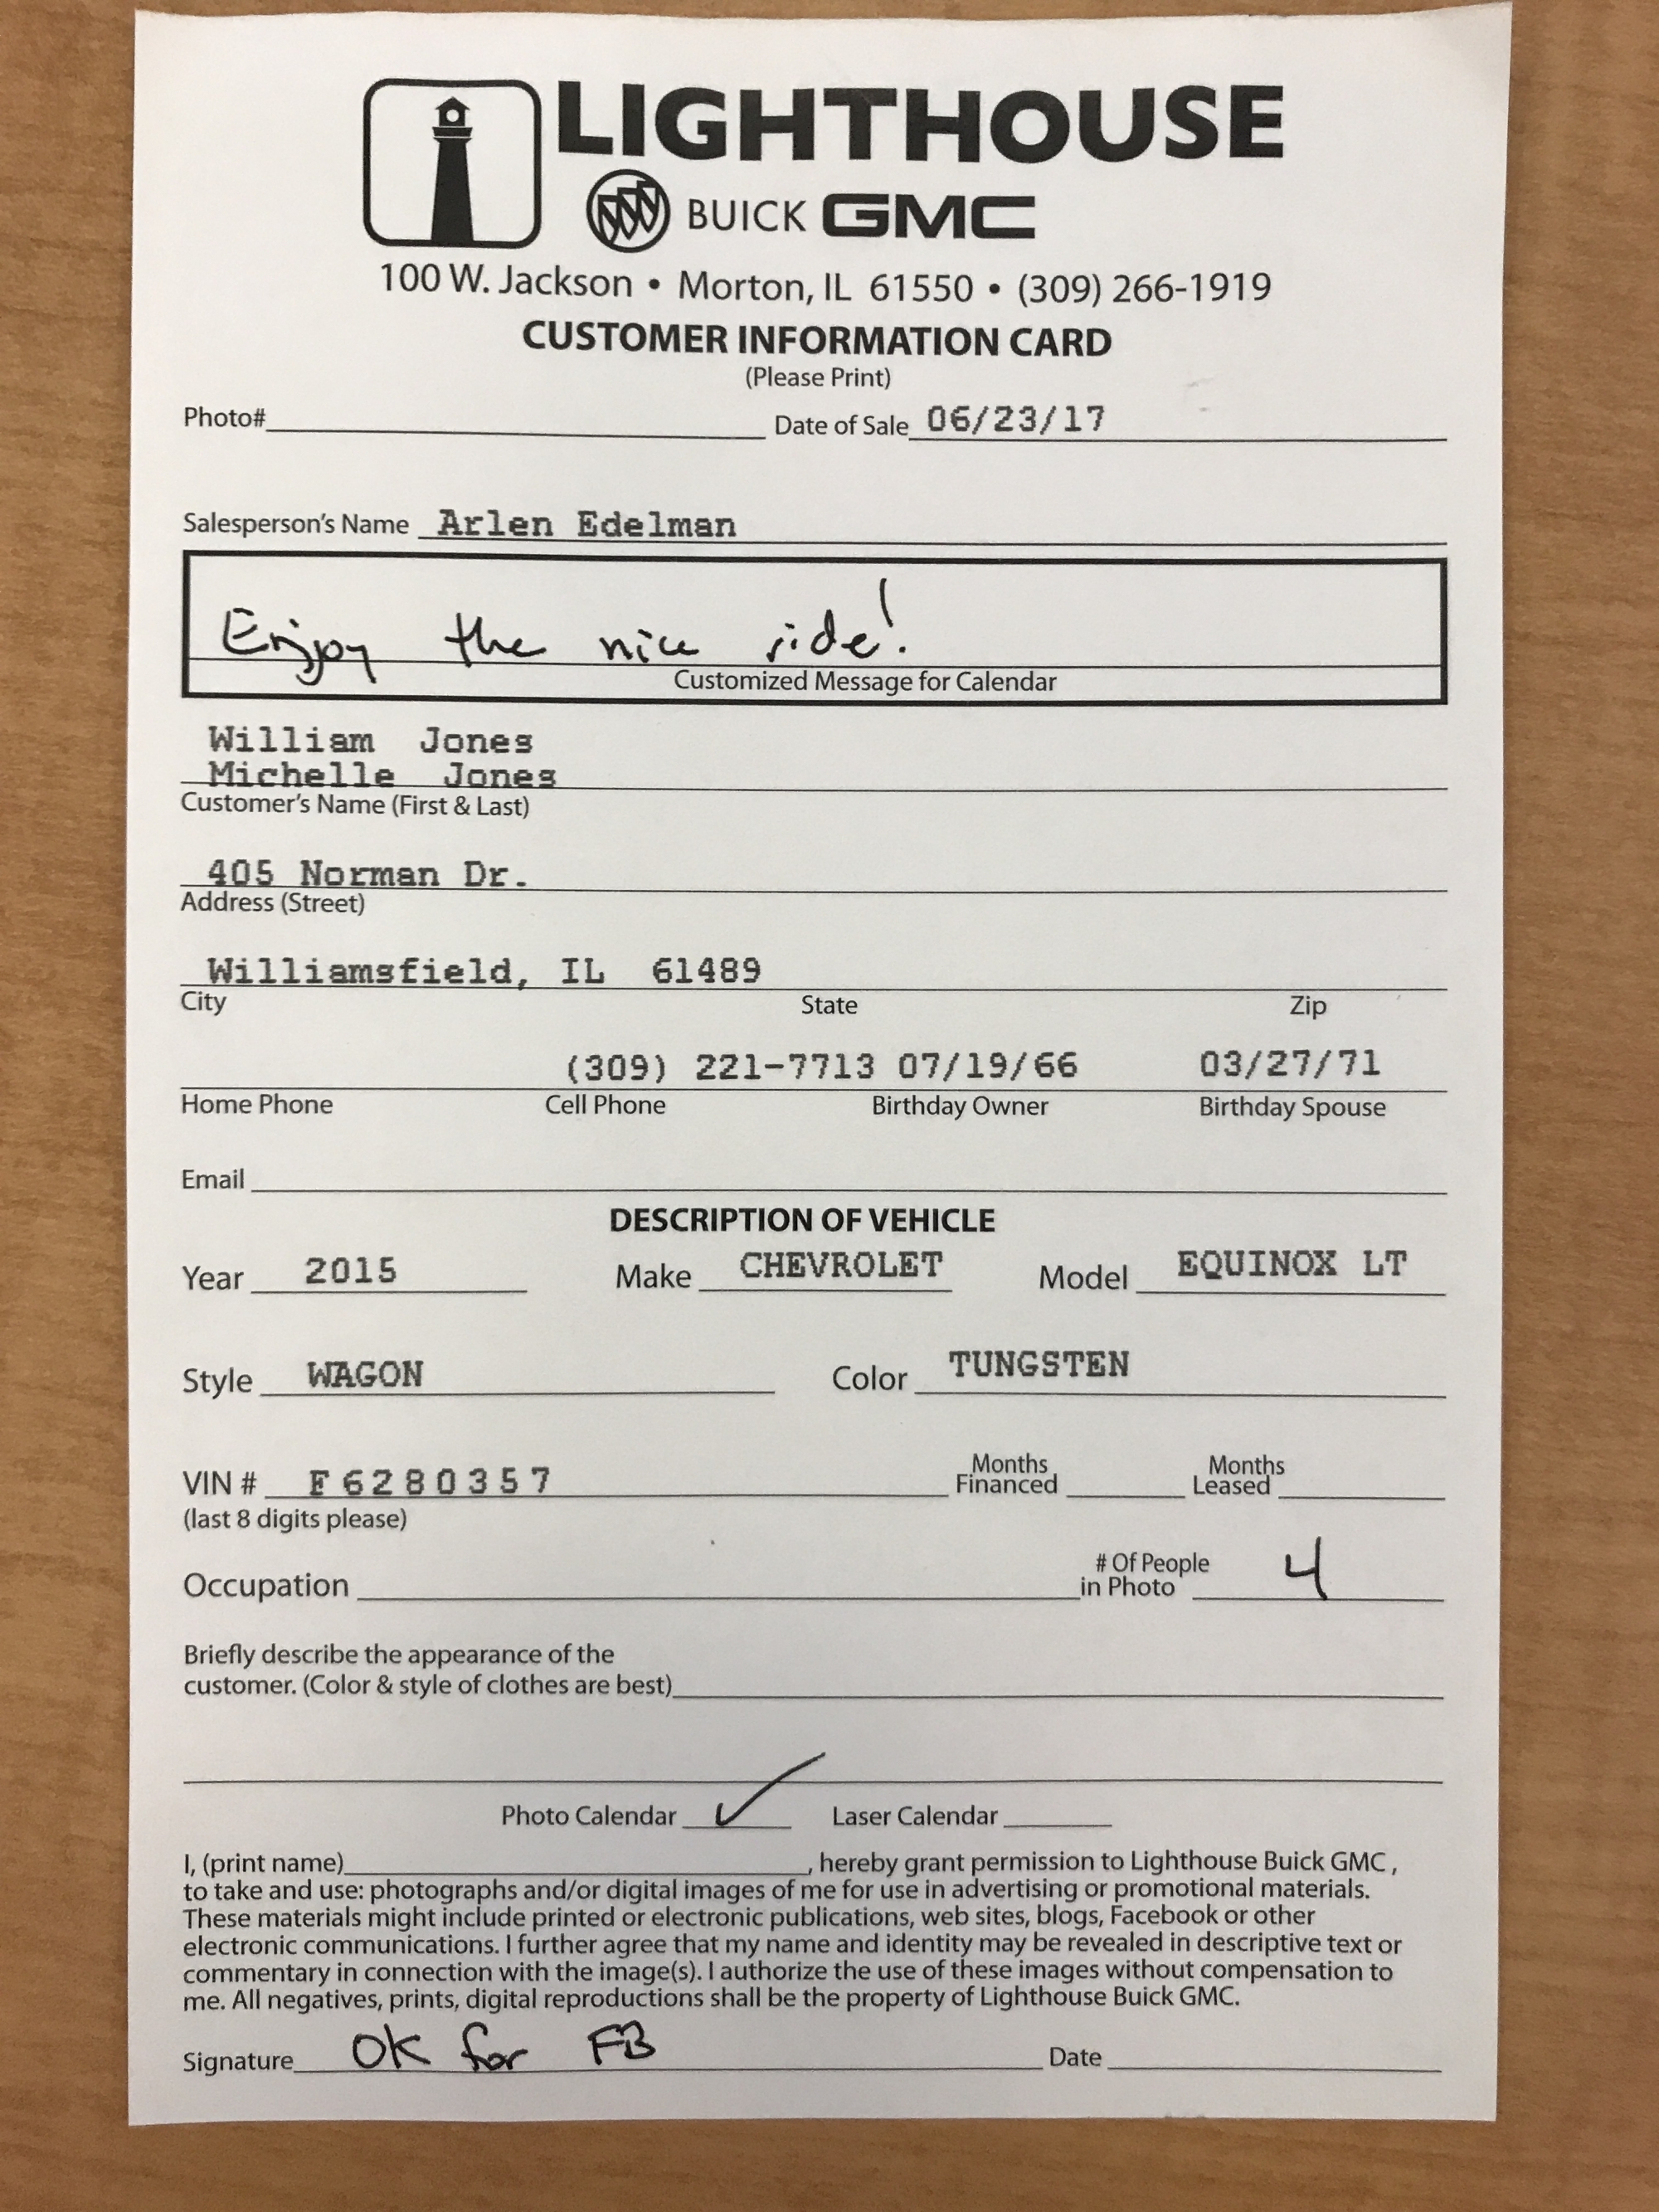 LIGHTHOUSE
BUICK GMC
100 W. Jackson • Morton, IL 61550 • (309) 266-1919
CUSTOMER INFORMATION CARD
(Please Print)
Photo# Date of Sale 06/23/17
Salesperson's Name Arlen Edelman
Enjoy the nice ride!
Customized Message for Calendar
William Jones
Michelle Jones
Customer's Name (First & Last)
405 Norman Dr.
Address (Street)
Williamsfield, IL 61489
City State Zip
(309) 221-7713 07/19/66 03/27/71
Home Phone Cell Phone Birthday Owner Birthday Spouse
Email
DESCRIPTION OF VEHICLE
Year 2015 Make CHEVROLET Model EQUINOX LT
Style WAGON Color TUNGSTEN
VIN # F6280357 Months Financed Months Leased
(last 8 digits please)
Occupation # Of People in Photo 4
Briefly describe the appearance of the
customer. (Color & style of clothes are best)
Photo Calendar ✓ Laser Calendar
I, (print name) , hereby grant permission to Lighthouse Buick GMC,
to take and use: photographs and/or digital images of me for use in advertising or promotional materials.
These materials might include printed or electronic publications, web sites, blogs, Facebook or other
electronic communications. I further agree that my name and identity may be revealed in descriptive text or
commentary in connection with the image(s). I authorize the use of these images without compensation to
me. All negatives, prints, digital reproductions shall be the property of Lighthouse Buick GMC.
Signature OK for FB Date